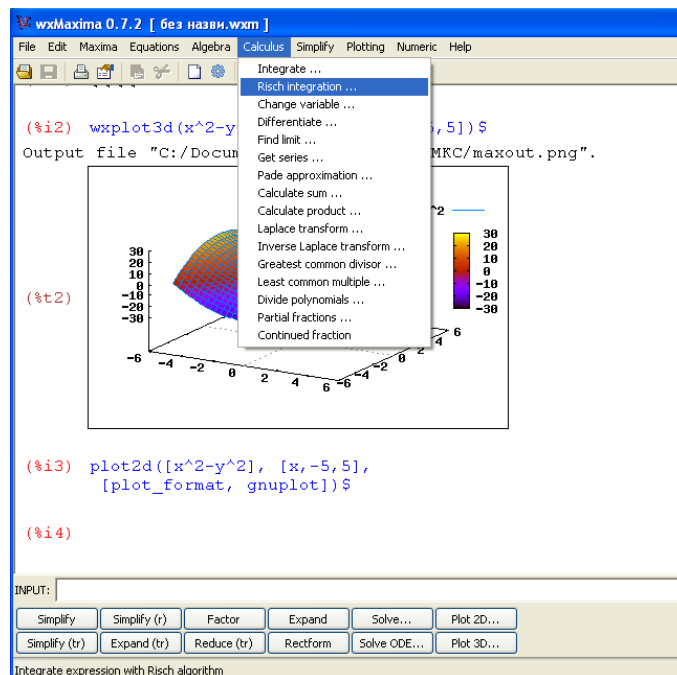 wxMaxima 0.7.2 [ без назви.wxm ]
File Edit Maxima Equations Algebra Calculus Simplify Plotting Numeric Help
Integrate ...
Risch integration ...
Change variable ...
Differentiate ...
Find limit ...
Get series ...
Pade approximation ...
Calculate sum ...
Calculate product ...
Laplace transform ...
Inverse Laplace transform ...
Greatest common divisor ...
Least common multiple ...
Divide polynomials ...
Partial fractions ...
Continued fraction
(%i2) wxplot3d(x^2-y ,5])$
Output file "C:/Docum MKC/maxout.png".
^2
30
20
10
0
-10
-20
-30
30
20
10
0
-10
-20
-30
(%t2)
-6 -4 -2 0 2 4 6
-6 -4 -2 0 2 4 6
(%i3) plot2d([x^2-y^2], [x,-5,5],
[plot_format, gnuplot])$
(%i4)
INPUT:
Simplify Simplify (r) Factor Expand Solve... Plot 2D...
Simplify (tr) Expand (tr) Reduce (tr) Rectform Solve ODE... Plot 3D...
Integrate expression with Risch algorithm